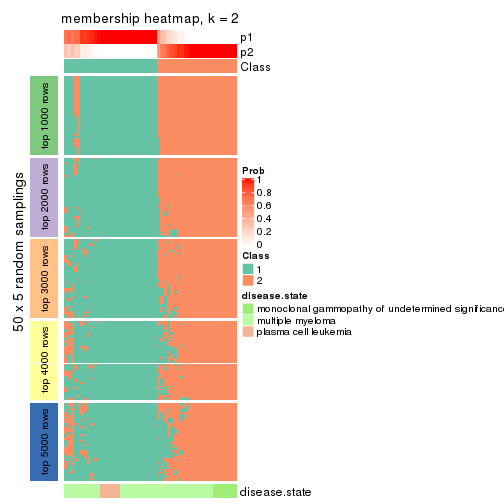 membership heatmap, k = 2
p1
p2
Class
50 x 5 random samplings
top 1000 rows
top 2000 rows
top 3000 rows
top 4000 rows
top 5000 rows
Prob
1
0.8
0.6
0.4
0.2
0
Class
1
2
disease.state
monoclonal gammopathy of undetermined significance
multiple myeloma
plasma cell leukemia
disease.state